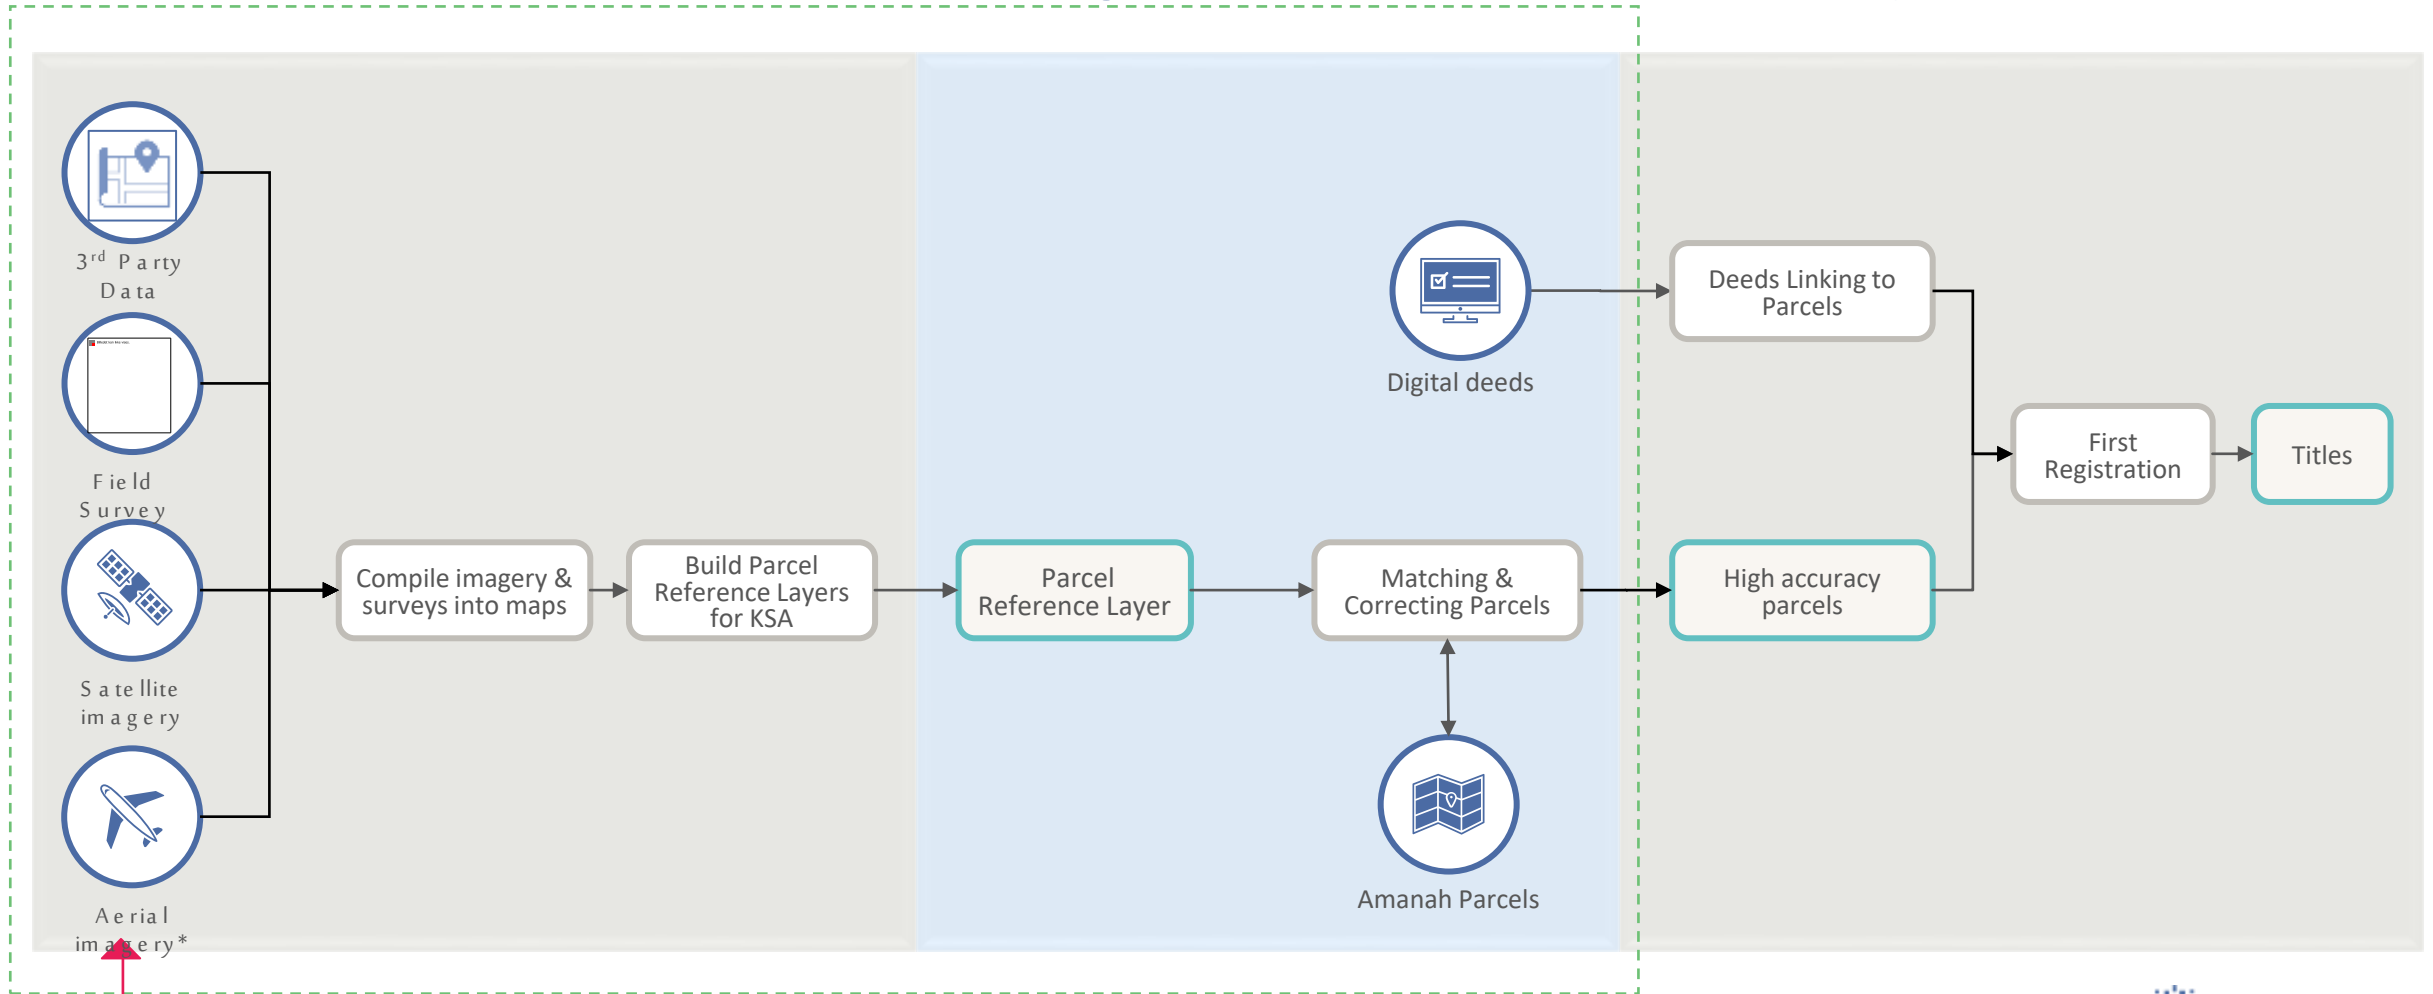 3rd Party
Data
Field
Survey
Satellite
imagery
Aerial
imagery*
Compile imagery &
surveys into maps
Build Parcel
Reference Layers
for KSA
Parcel
Reference Layer
Digital deeds
Matching &
Correcting Parcels
Amanah Parcels
Deeds Linking to
Parcels
High accuracy
parcels
First
Registration
Titles